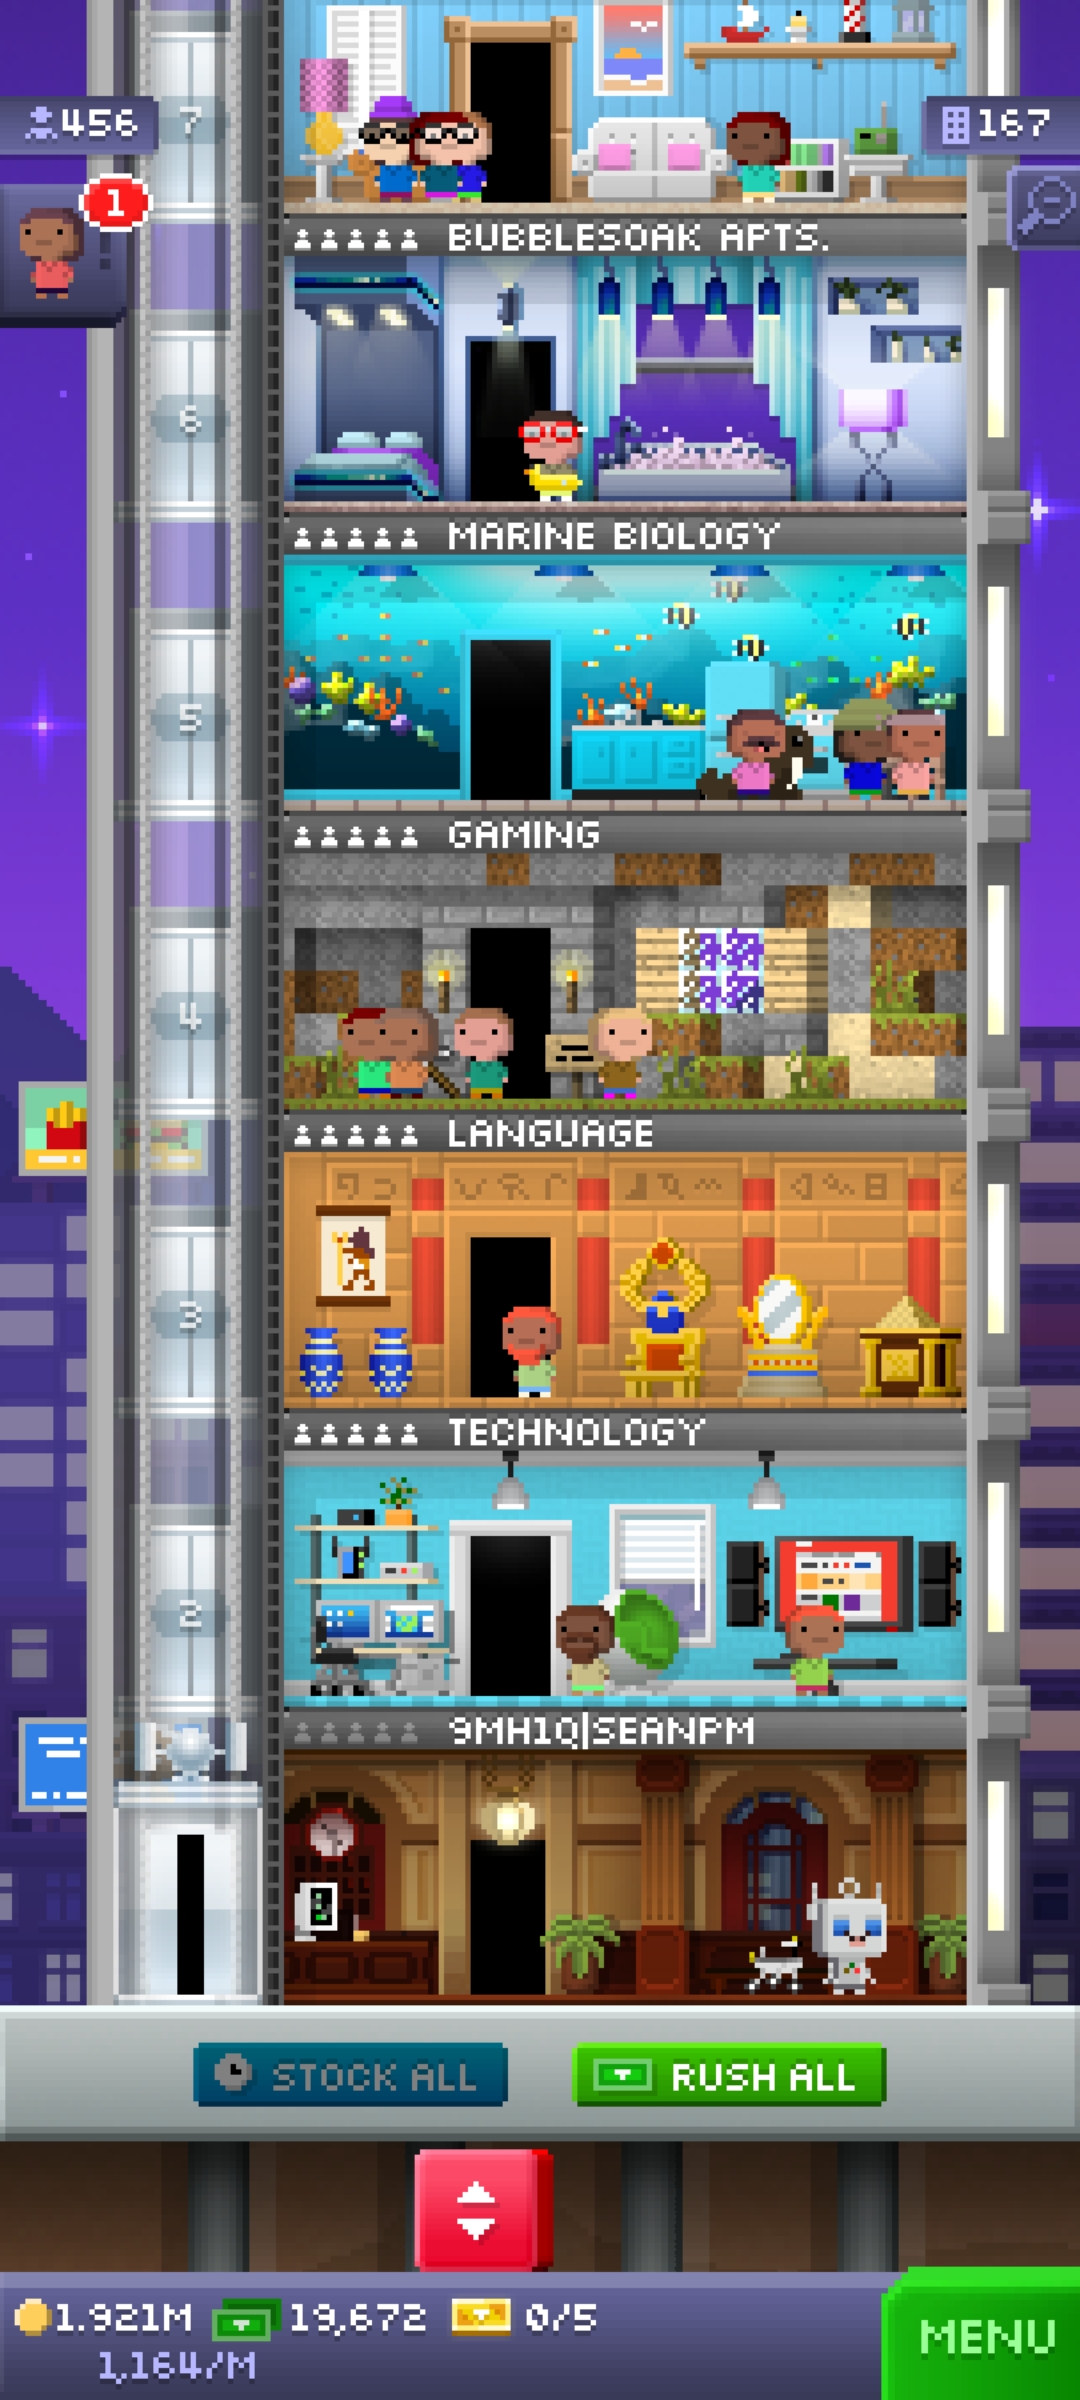 7
456
167
1
BUBBLESOAK APTS.
6
MARINE BIOLOGY
5
GAMING
4
LANGUAGE
3
TECHNOLOGY
2
9MH1Q|SEANPM
STOCK ALL
RUSH ALL
1.921M 19,672 0/5
1,164/M
MENU